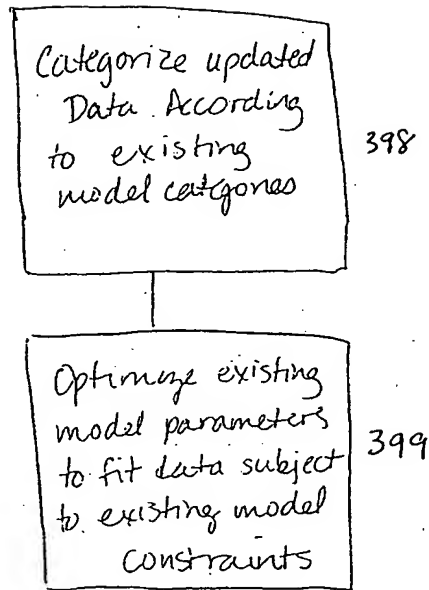 Categorize updated
Data. According
to existing
model categories
398
Optimize existing
model parameters
to fit data subject
to existing model
constraints
399